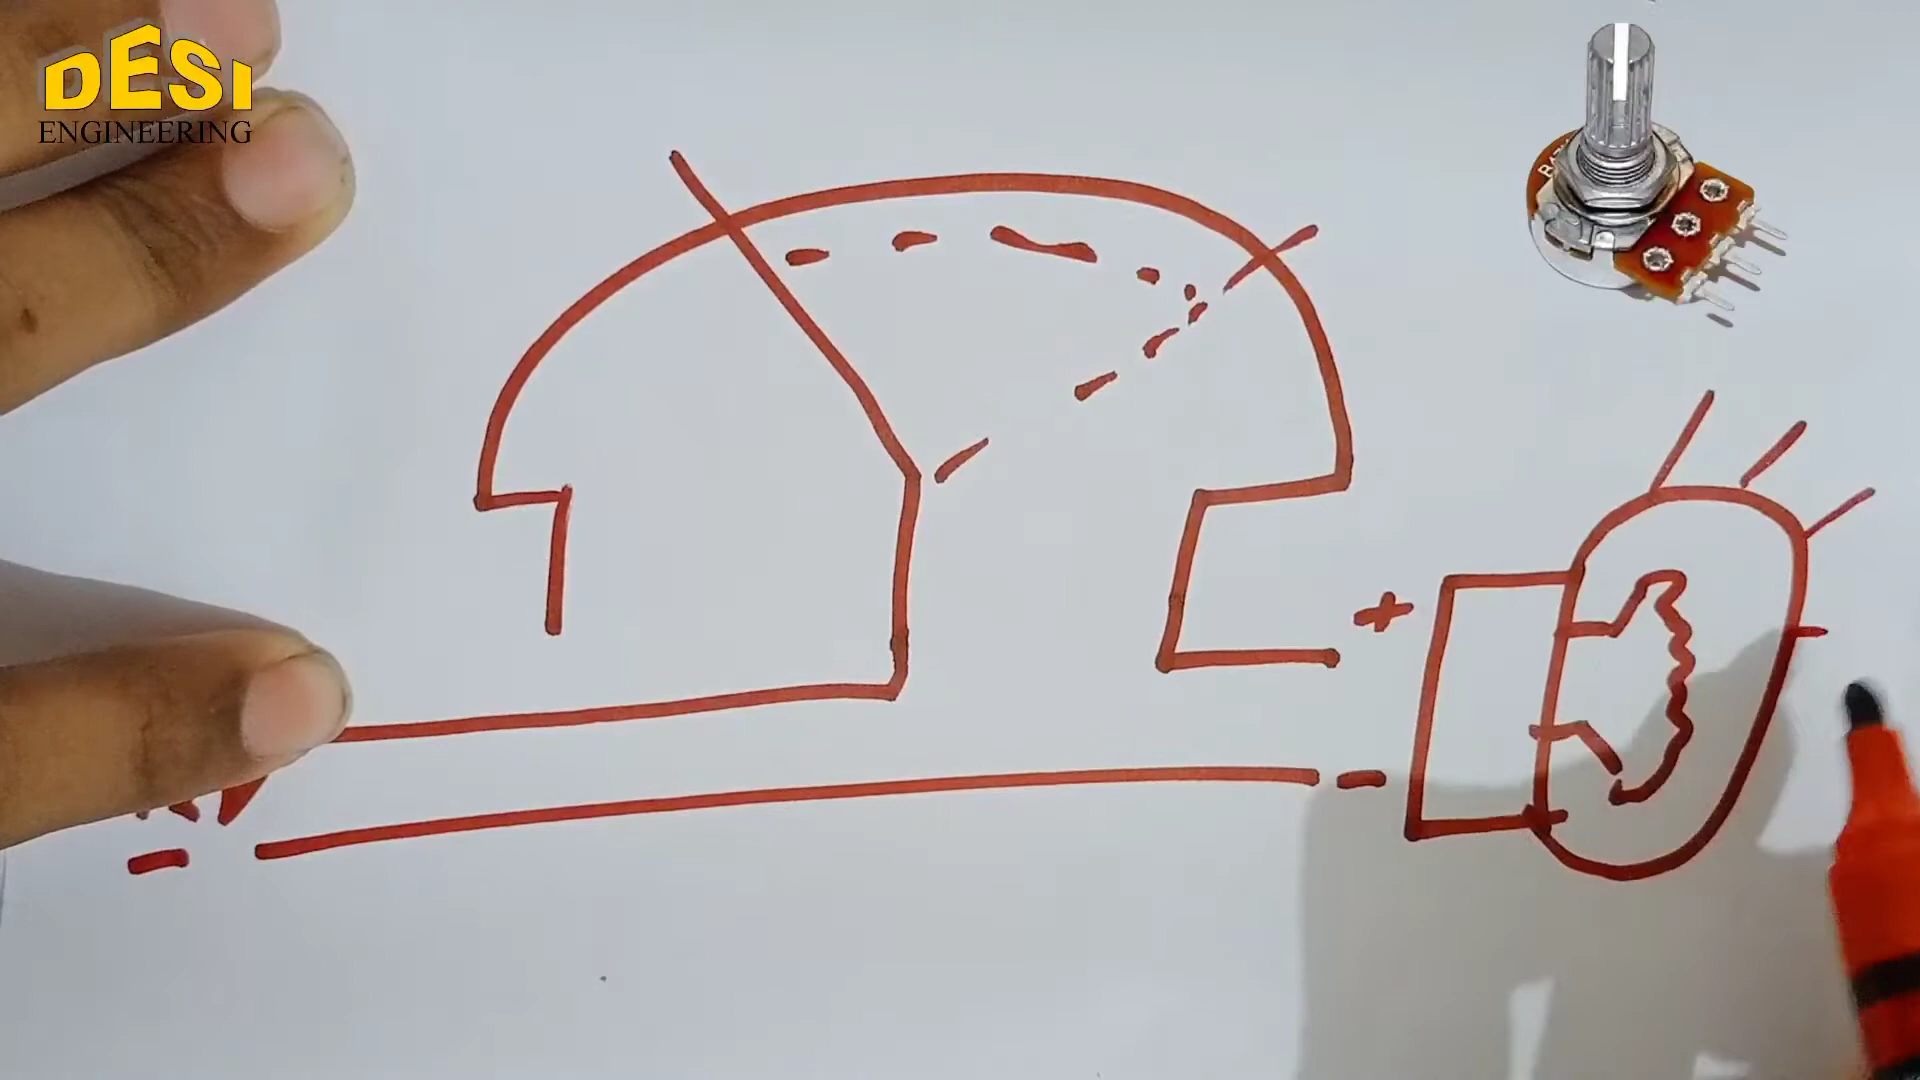 DESI
ENGINEERING
+
-
-